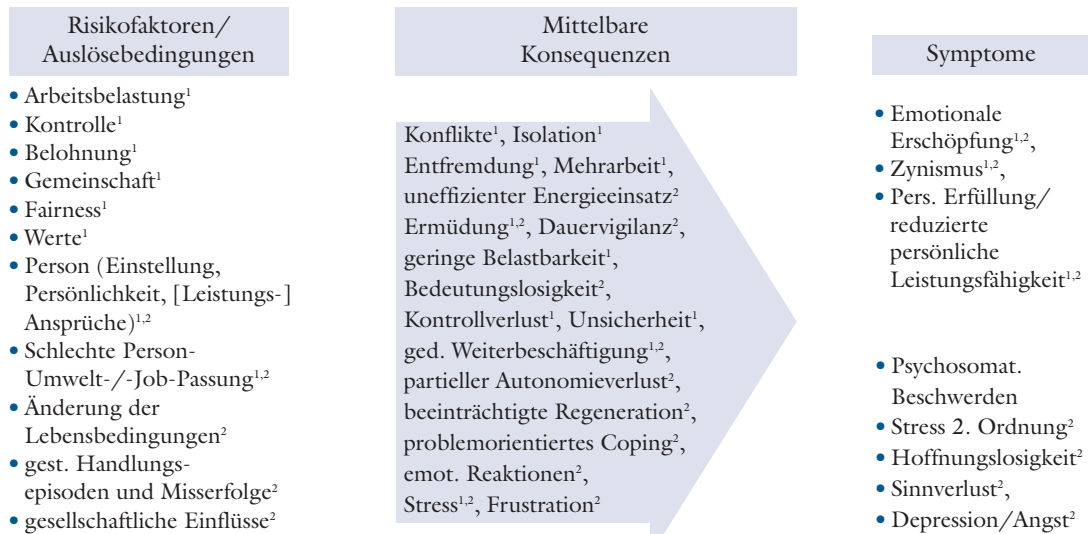 Risikofaktoren/
Auslösebedingungen
• Arbeitsbelastung¹
• Kontrolle¹
• Belohnung¹
• Gemeinschaft¹
• Fairness¹
• Werte¹
• Person (Einstellung,
Persönlichkeit, [Leistungs-]
Ansprüche)¹,²
• Schlechte Person-
Umwelt-/-Job-Passung¹,²
• Änderung der
Lebensbedingungen²
• gest. Handlungs-
episoden und Misserfolge²
• gesellschaftliche Einflüsse²
Mittelbare
Konsequenzen
Konflikte¹, Isolation¹
Entfremdung¹, Mehrarbeit¹,
uneffizienter Energieeinsatz²
Ermüdung¹,², Dauervigilanz²,
geringe Belastbarkeit¹,
Bedeutungslosigkeit²,
Kontrollverlust¹, Unsicherheit¹,
ged. Weiterbeschäftigung¹,²,
partieller Autonomieverlust²,
beeinträchtigte Regeneration²,
problemorientiertes Coping²,
emot. Reaktionen²,
Stress¹,², Frustration²
Symptome
• Emotionale
Erschöpfung¹,²,
• Zynismus¹,²,
• Pers. Erfüllung/
reduzierte
persönliche
Leistungsfähigkeit¹,²
• Psychosomat.
Beschwerden
• Stress 2. Ordnung²
• Hoffnungslosigkeit²
• Sinnverlust²,
• Depression/Angst²